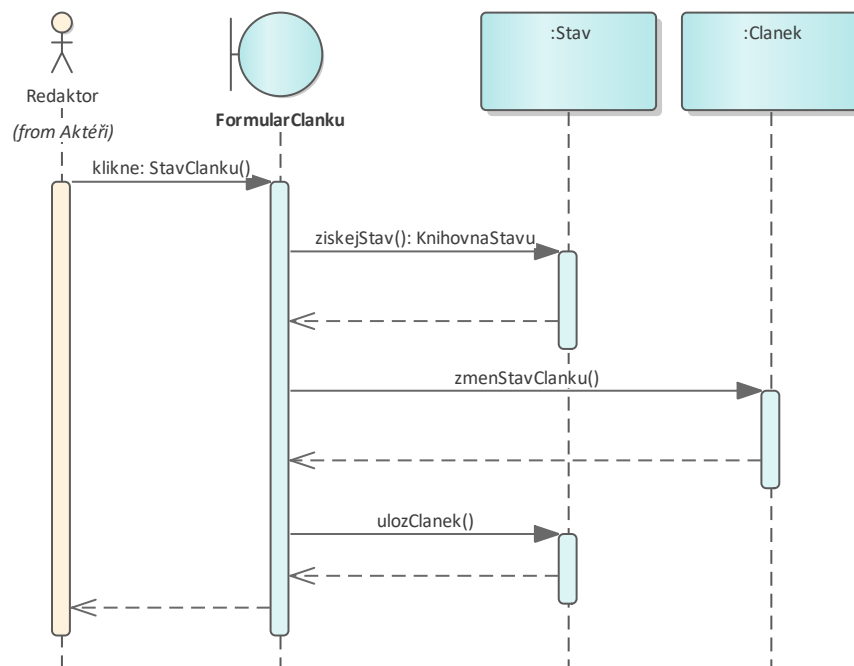 Redaktor
(from Aktéři)
FormularClanku
:Stav
:Clanek
klikne: StavClanku()
ziskejStav(): KnihovnaStavu
zmenStavClanku()
ulozClanek()